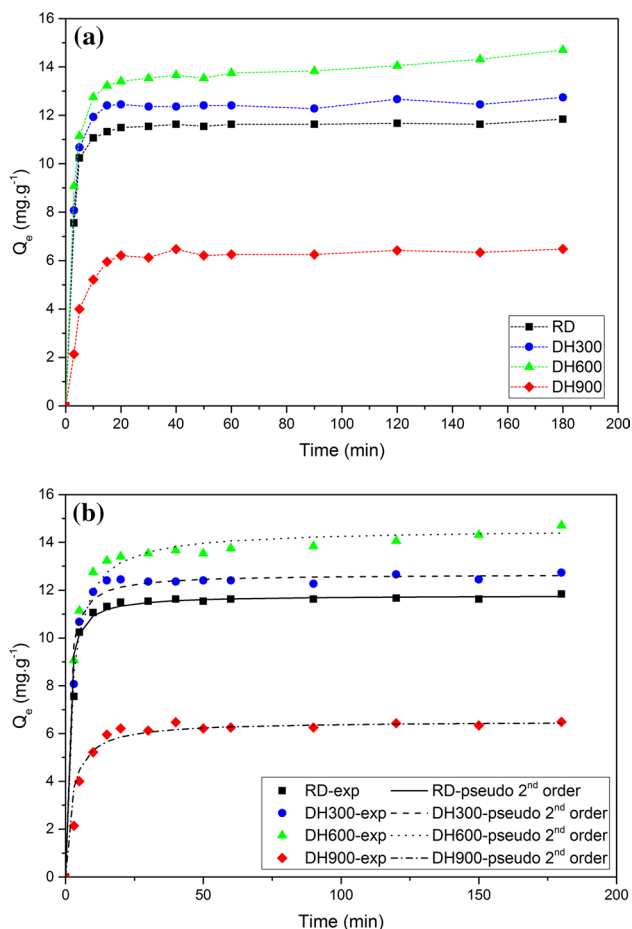 (a)
16
14
12
10
8
6
4
2
0
Qₑ (mg.g⁻¹)
RD
DH300
DH600
DH900
0 20 40 60 80 100 120 140 160 180 200
Time (min)
(b)
16
14
12
10
8
6
4
2
0
Qₑ (mg.g⁻¹)
RD-exp RD-pseudo 2ⁿᵈ order
DH300-exp DH300-pseudo 2ⁿᵈ order
DH600-exp DH600-pseudo 2ⁿᵈ order
DH900-exp DH900-pseudo 2ⁿᵈ order
0 50 100 150 200
Time (min)